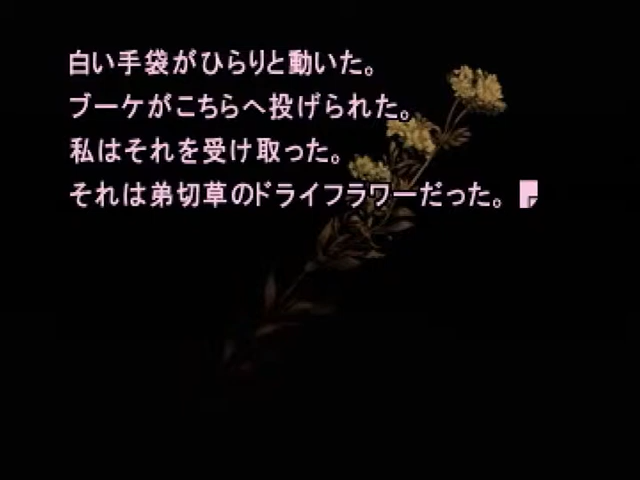 白い手袋がひらりと動いた。
ブーケがこちらへ投げられた。
私はそれを受け取った。
それは弟切草のドライフラワーだった。